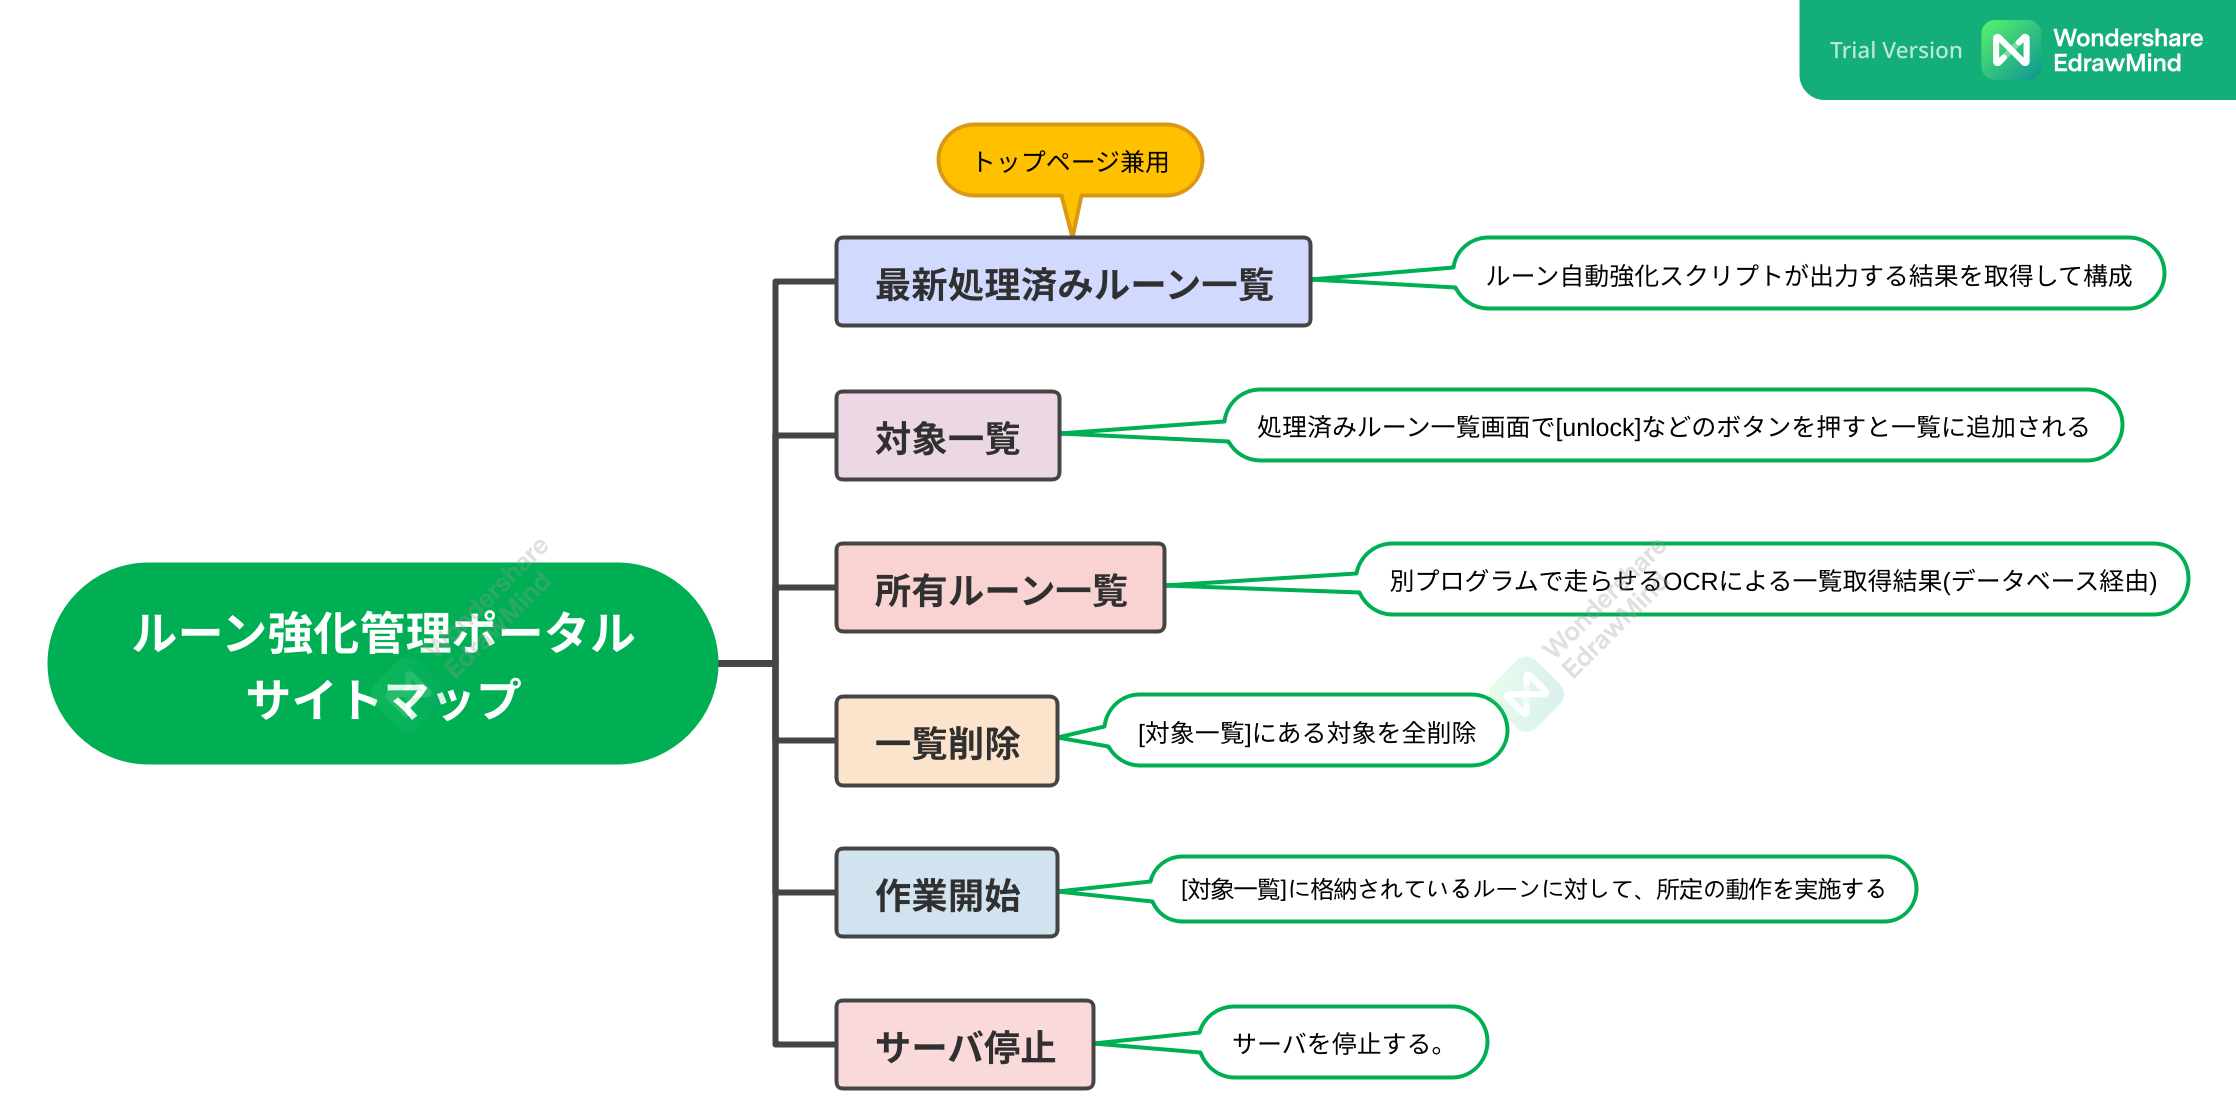 Trial Version
Wondershare
EdrawMind
トップページ兼用
最新処理済みルーン一覧
ルーン自動強化スクリプトが出力する結果を取得して構成
対象一覧
処理済みルーン一覧画面で[unlock]などのボタンを押すと一覧に追加される
所有ルーン一覧
別プログラムで走らせるOCRによる一覧取得結果(データベース経由)
ルーン強化管理ポータル
サイトマップ
Wondershare
EdrawMind
Wondershare
EdrawMind
一覧削除
[対象一覧]にある対象を全削除
作業開始
[対象一覧]に格納されているルーンに対して、所定の動作を実施する
サーバ停止
サーバを停止する。